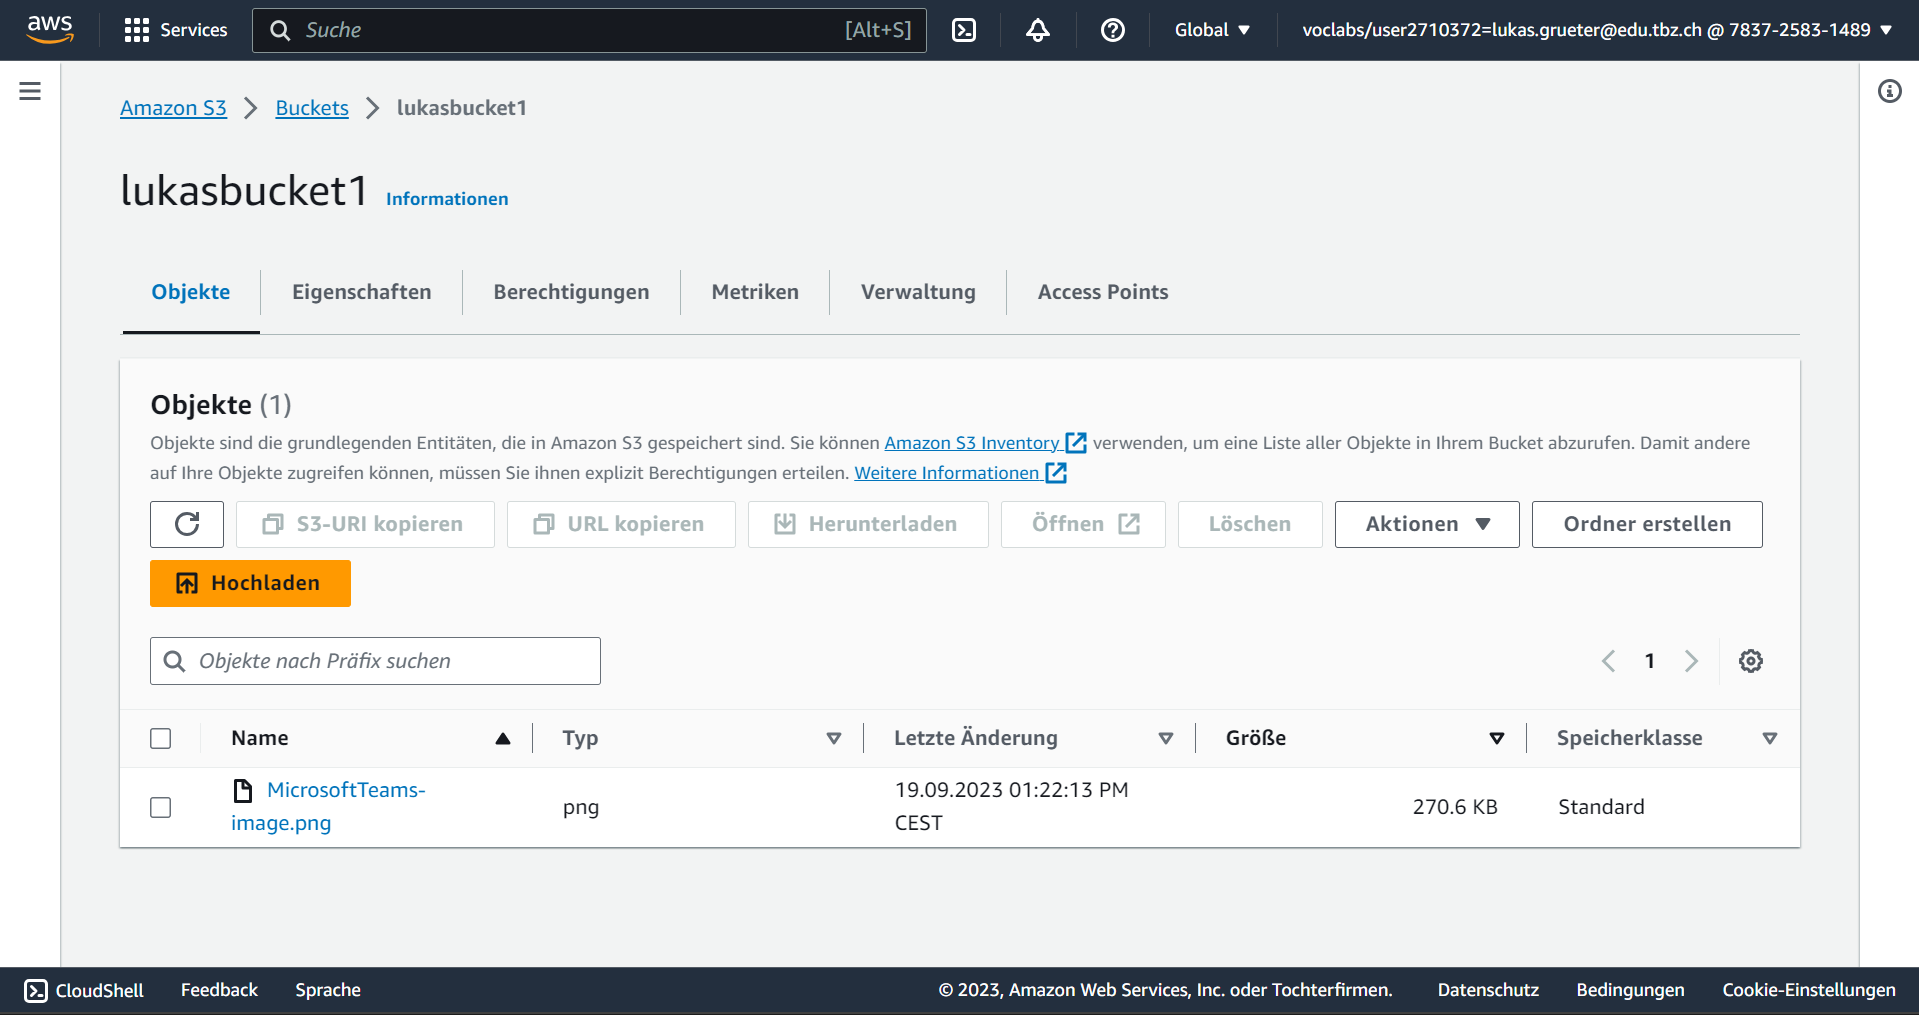 aws Services Suche [Alt+S] Global voclabs/user2710372=lukas.grueter@edu.tbz.ch @ 7837-2583-1489
Amazon S3 Buckets lukasbucket1
lukasbucket1 Informationen
Objekte Eigenschaften Berechtigungen Metriken Verwaltung Access Points
Objekte (1)
Objekte sind die grundlegenden Entitäten, die in Amazon S3 gespeichert sind. Sie können Amazon S3 Inventory verwenden, um eine Liste aller Objekte in Ihrem Bucket abzurufen. Damit andere
auf Ihre Objekte zugreifen können, müssen Sie ihnen explizit Berechtigungen erteilen. Weitere Informationen
S3-URI kopieren URL kopieren Herunterladen Öffnen Löschen Aktionen Ordner erstellen
Hochladen
Objekte nach Präfix suchen 1
Name Typ Letzte Änderung Größe Speicherklasse
MicrosoftTeams- 19.09.2023 01:22:13 PM
png 270.6 KB Standard
image.png CEST
CloudShell Feedback Sprache © 2023, Amazon Web Services, Inc. oder Tochterfirmen. Datenschutz Bedingungen Cookie-Einstellungen